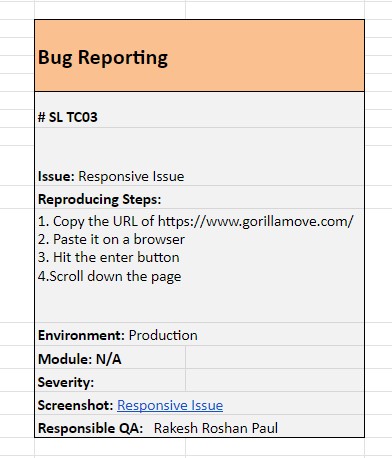 Bug Reporting
# SL TC03
Issue: Responsive Issue
Reproducing Steps:
1. Copy the URL of https://www.gorillamove.com/
2. Paste it on a browser
3. Hit the enter button
4.Scroll down the page
Environment: Production
Module: N/A
Severity:
Screenshot: Responsive Issue
Responsible QA: Rakesh Roshan Paul